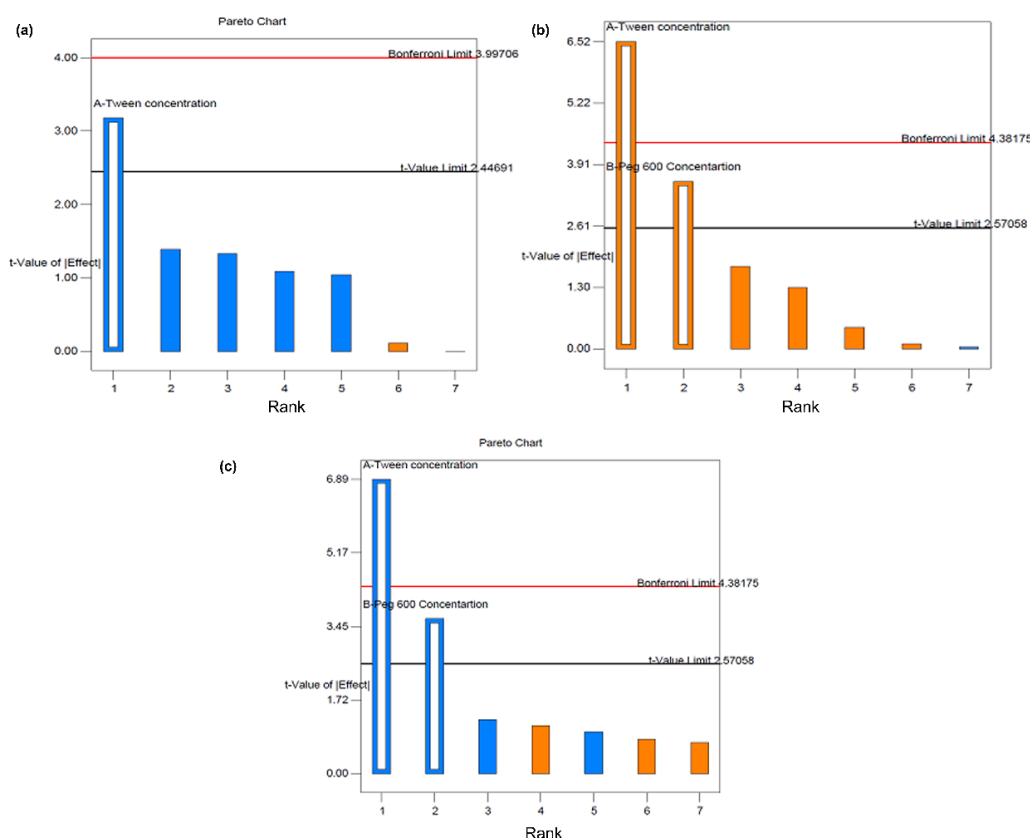 (a)
Pareto Chart
4.00
Bonferroni Limit 3.99706
A-Tween concentration
3.00
t-Value Limit 2.44691
2.00
t-Value of |Effect|
1.00
0.00
1 2 3 4 5 6 7
Rank
(b)
A-Tween concentration
6.52
5.22
Bonferroni Limit 4.38175
3.91
B-Peg 600 Concentartion
2.61
t-Value Limit 2.57058
t-Value of |Effect|
1.30
0.00
1 2 3 4 5 6 7
Rank
(c)
Pareto Chart
A-Tween concentration
6.89
5.17
Bonferroni Limit 4.38175
B-Peg 600 Concentartion
3.45
t-Value Limit 2.57058
t-Value of |Effect|
1.72
0.00
1 2 3 4 5 6 7
Rank